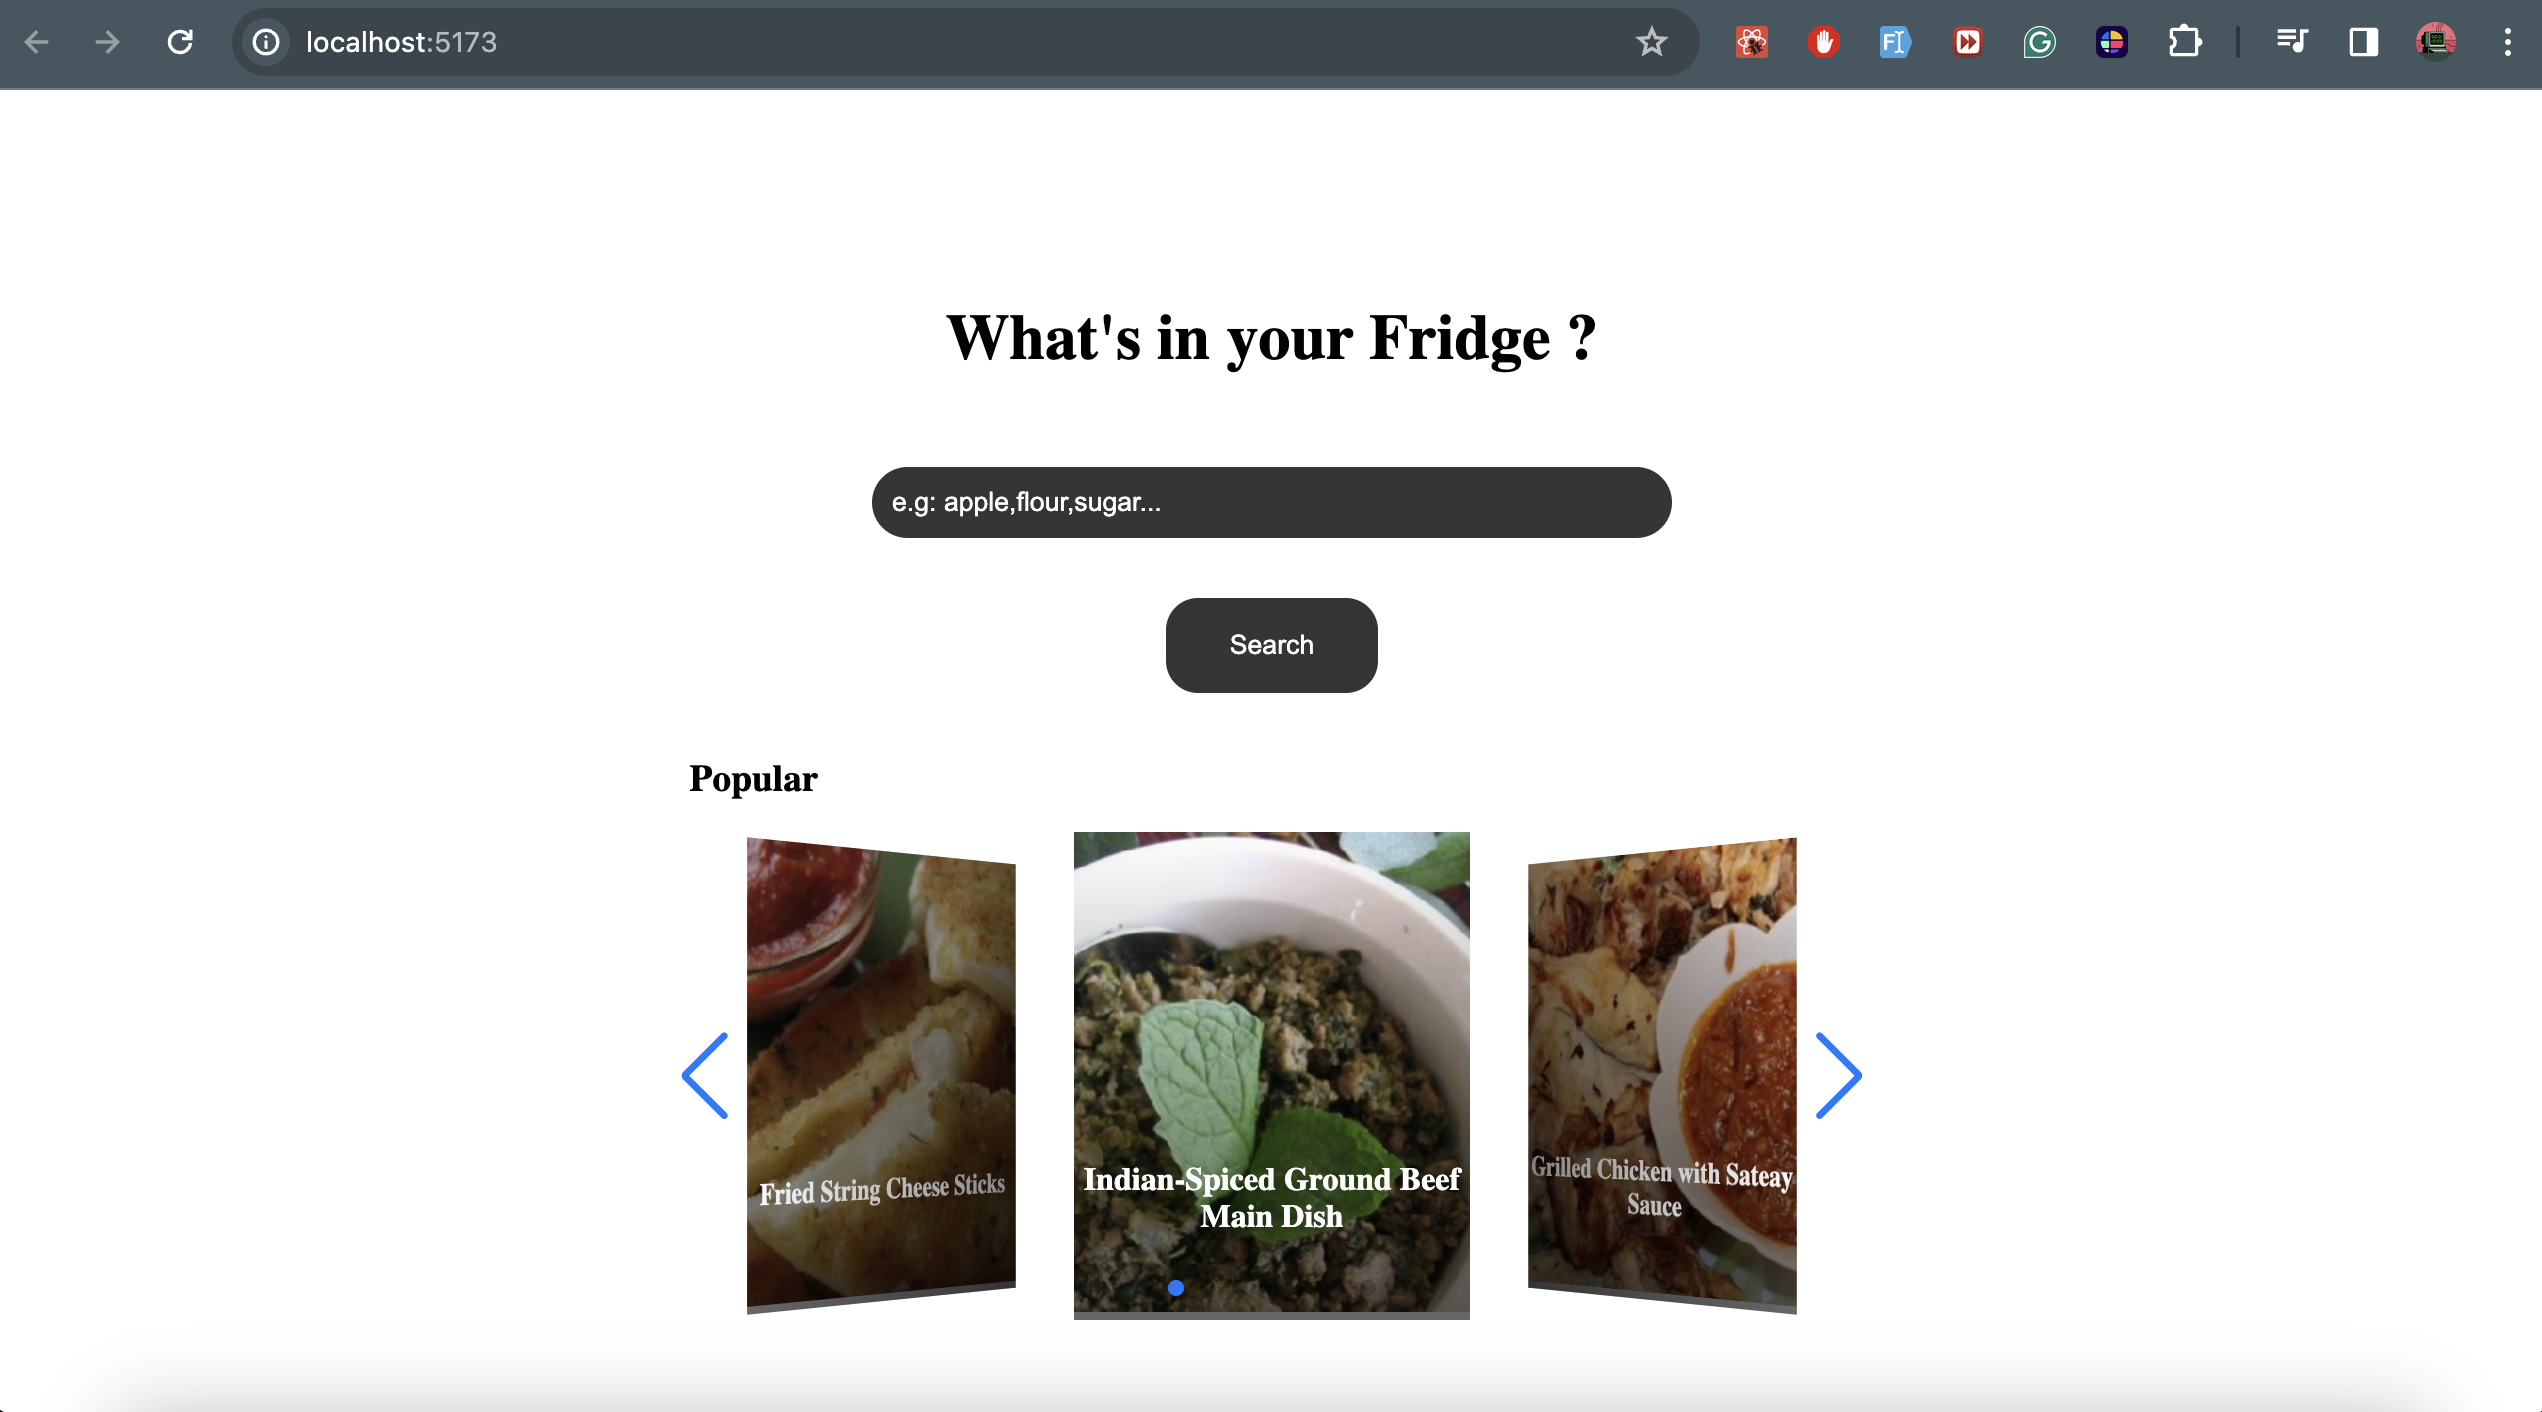 localhost:5173
What's in your Fridge ?
e.g: apple,flour,sugar...
Search
Popular
Fried String Cheese Sticks
Indian-Spiced Ground Beef
Main Dish
Grilled Chicken with Sateay
Sauce